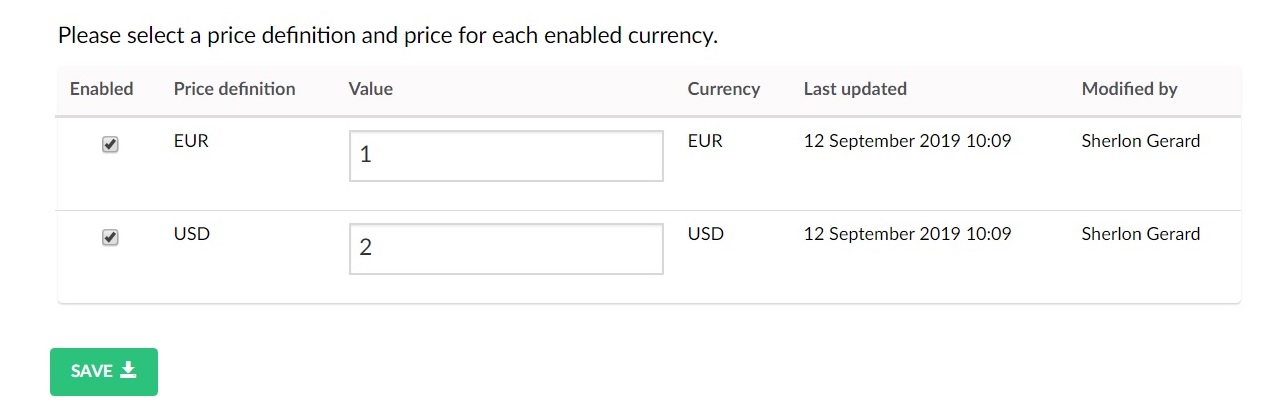 Please select a price definition and price for each enabled currency.
Enabled Price definition Value Currency Last updated Modified by
EUR 1 EUR 12 September 2019 10:09 Sherlon Gerard
USD 2 USD 12 September 2019 10:09 Sherlon Gerard
SAVE